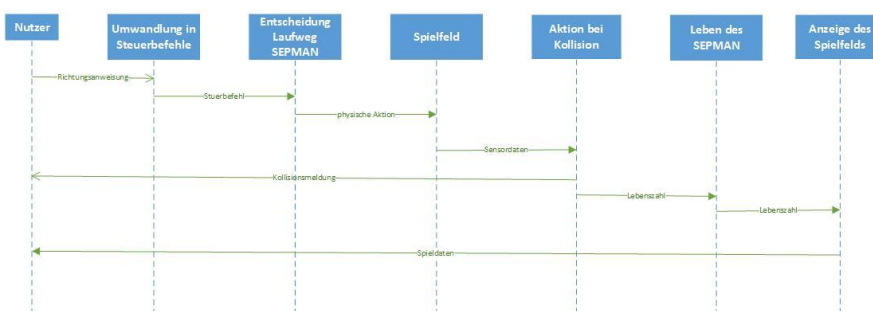 Nutzer
Umwandlung in
Steuerbefehle
Entscheidung
Laufweg
SEPMAN
Spielfeld
Aktion bei
Kollision
Leben des
SEPMAN
Anzeige des
Spielfelds
Richtungsanweisung
Stuerbefehl
physische Aktion
Sensordaten
Kollisionsmeldung
Lebenszahl
Lebenszahl
Spieldaten